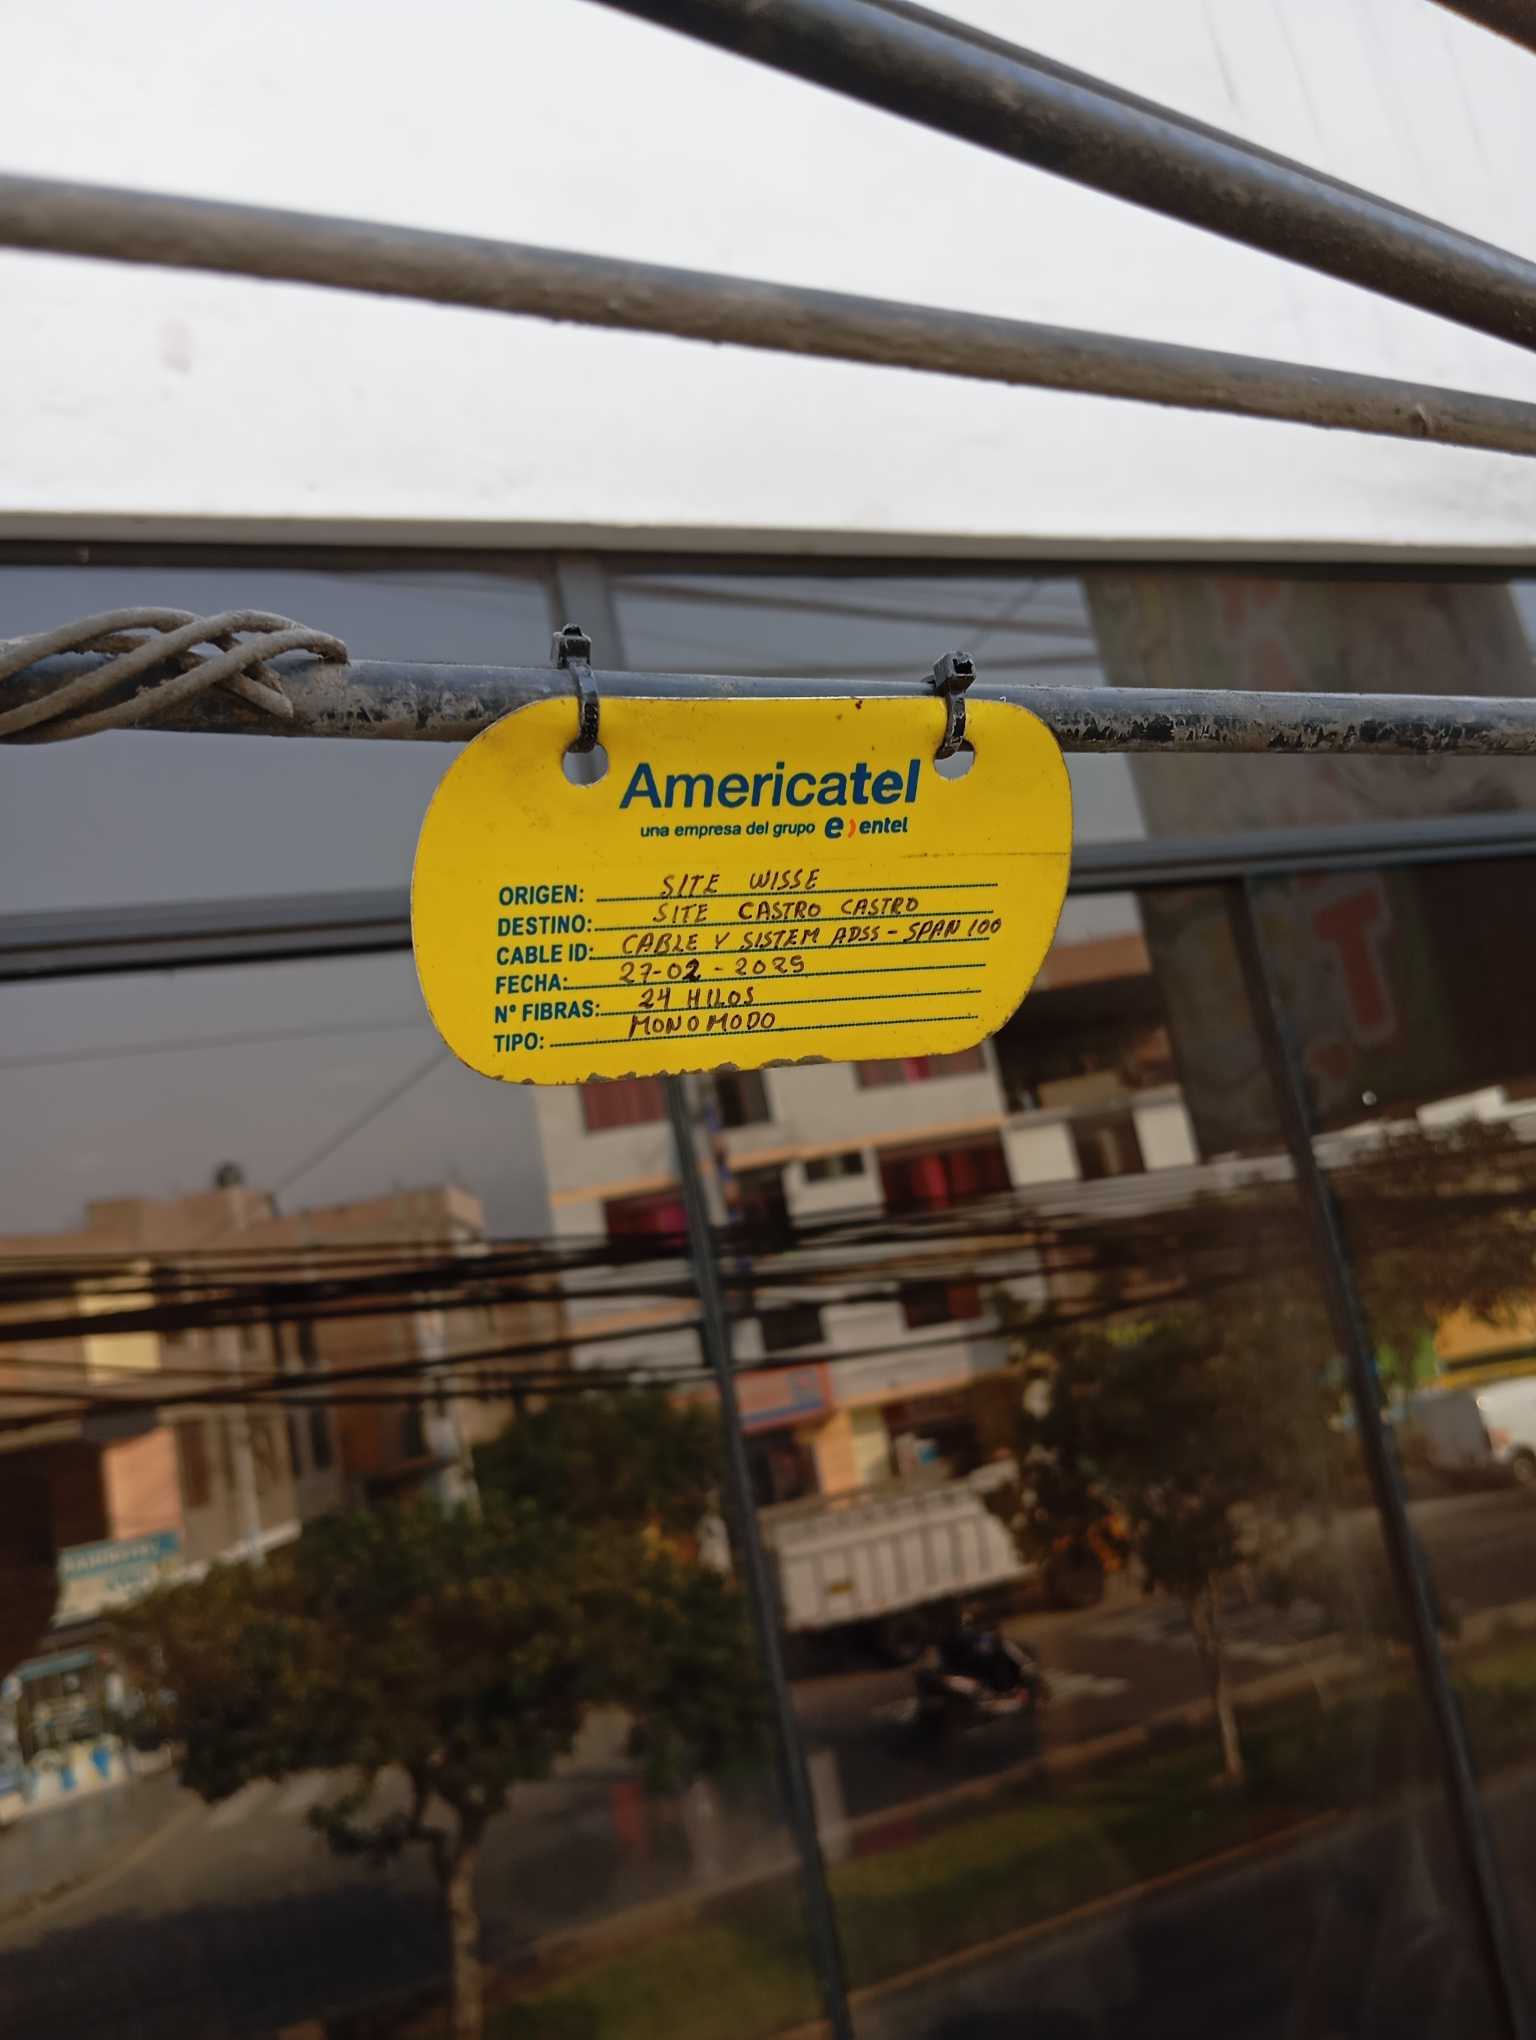 Americatel
una empresa del grupo e) entel
ORIGEN: SITE WISSE
DESTINO: SITE CASTRO CASTRO
CABLE ID: CABLE Y SISTEM ADSS - SPAN 100
FECHA: 27-02-2025
N° FIBRAS: 24 HILOS
TIPO: MONOMODO